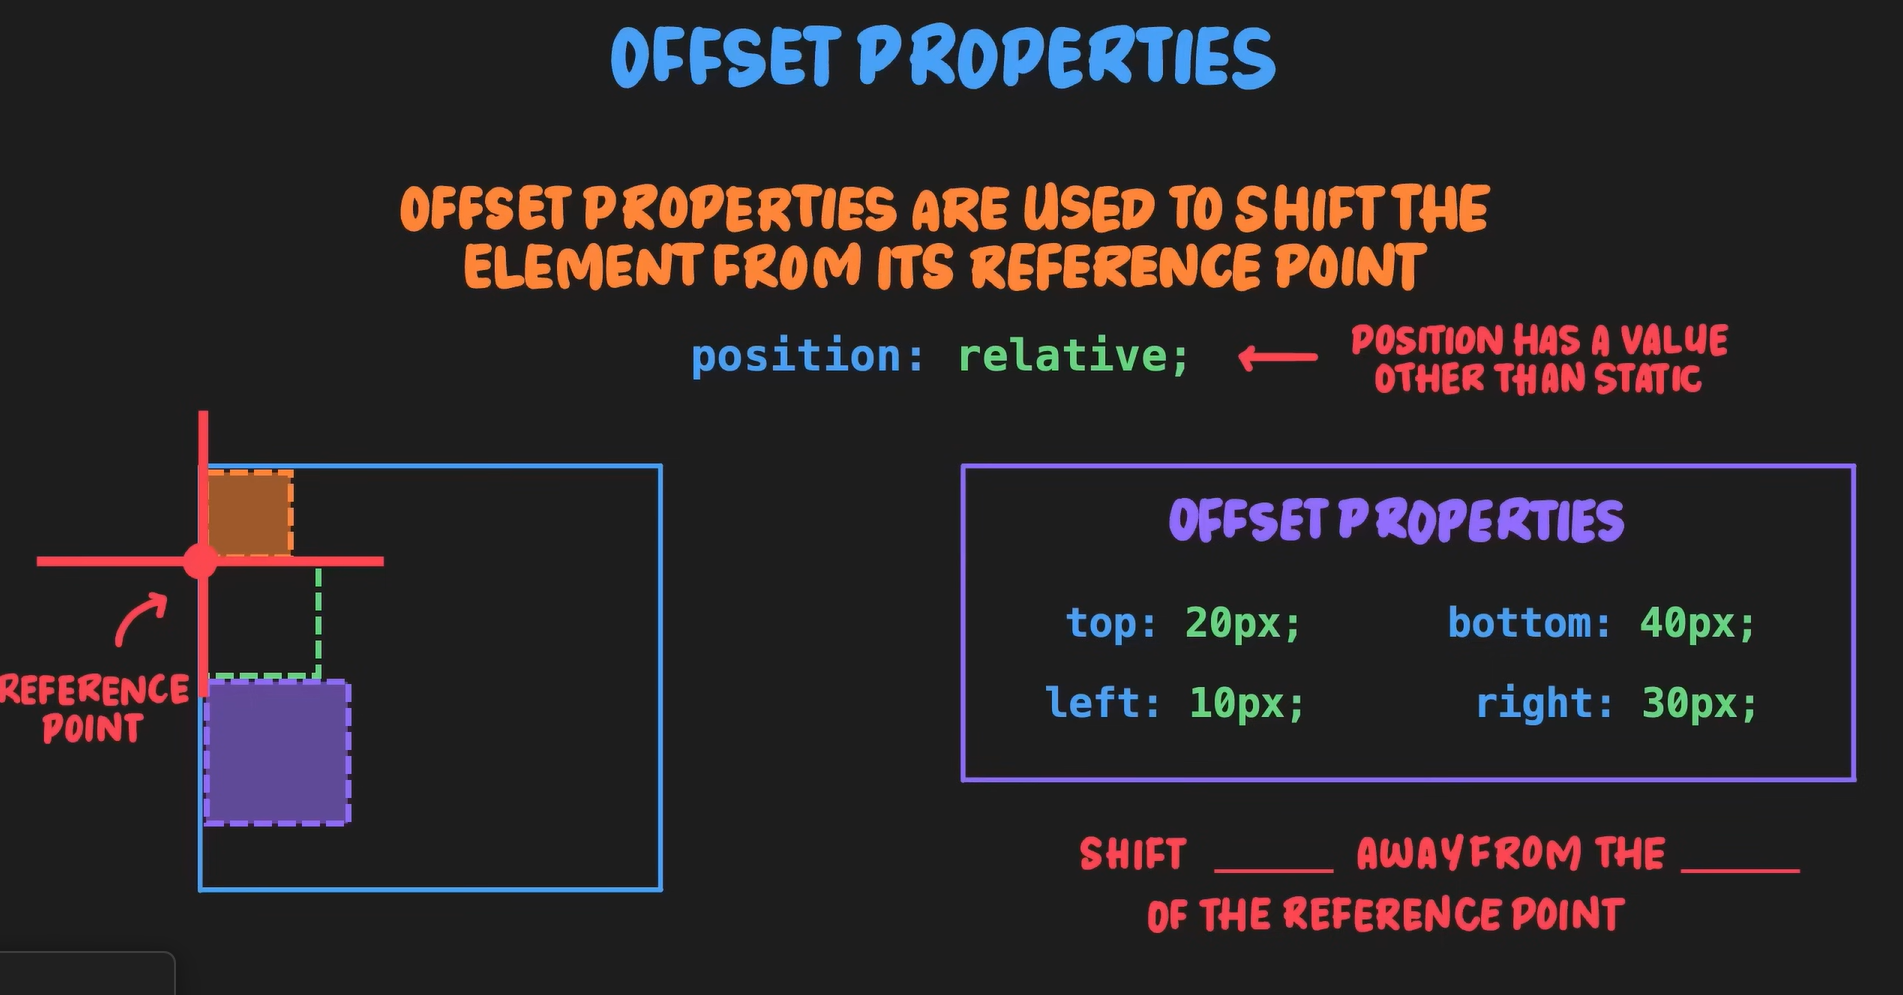 OFFSET PROPERTIES
OFFSET PROPERTIES ARE USED TO SHIFT THE
ELEMENT FROM ITS REFERENCE POINT
position: relative;
POSITION HAS A VALUE
OTHER THAN STATIC
REFERENCE
POINT
OFFSET PROPERTIES
top: 20px; bottom: 40px;
left: 10px; right: 30px;
SHIFT _____ AWAY FROM THE _____
OF THE REFERENCE POINT